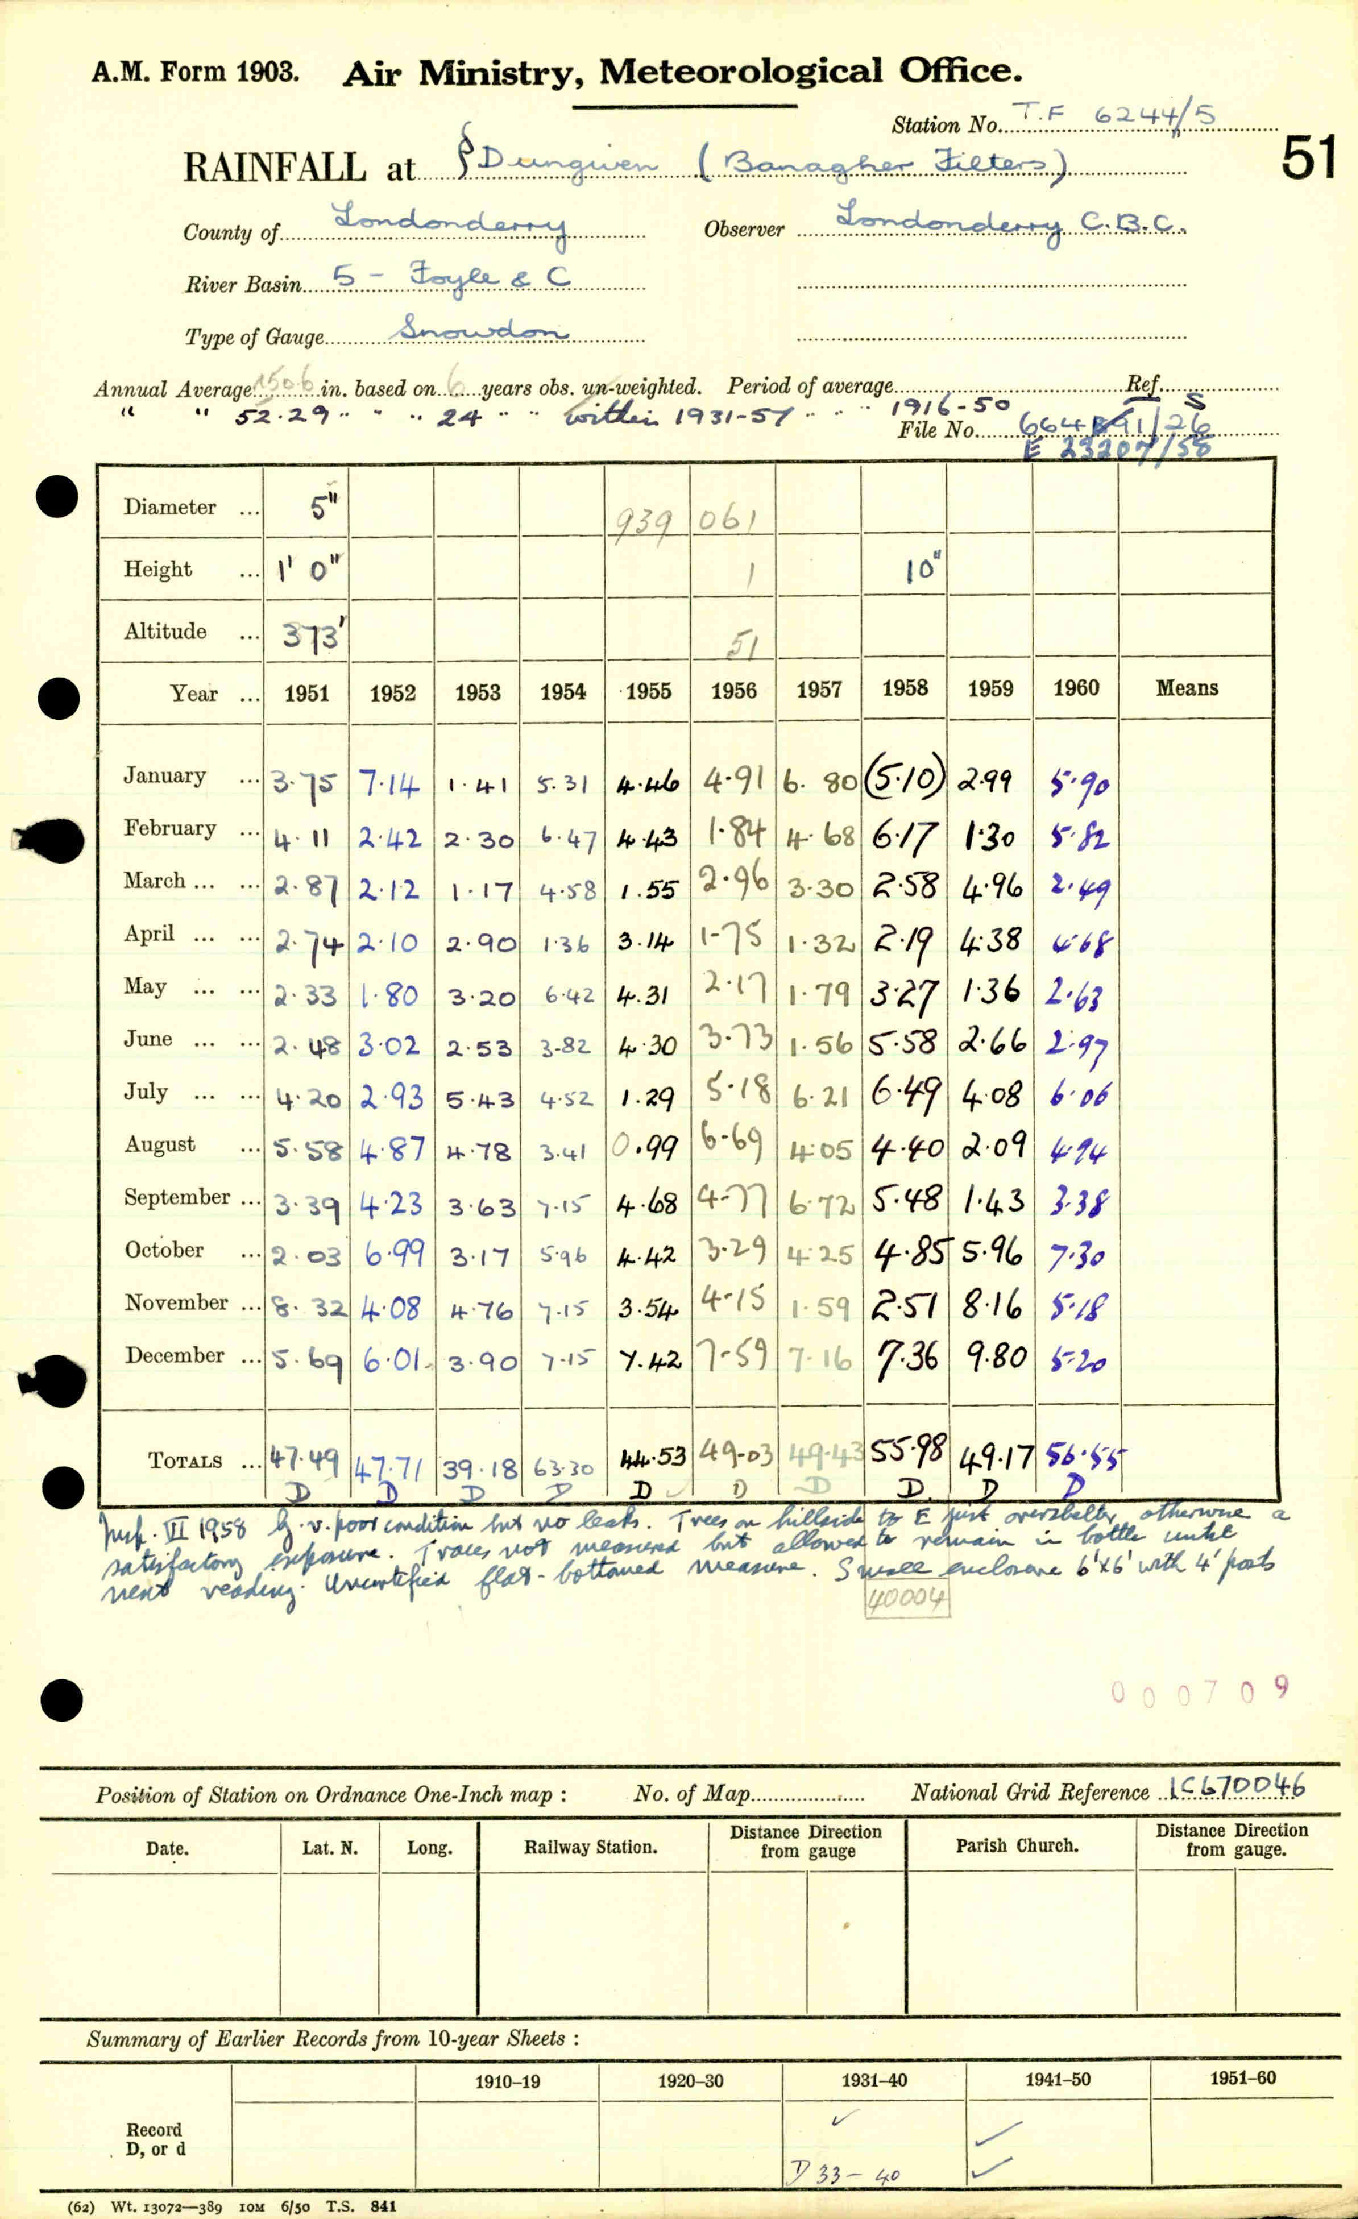 A.M. Form 1903. Air Ministry, Meteorological Office.
Station No. T.F 6244/5
51
RAINFALL at § Dungiven (Banagher Filters)
County of Londonderry Observer Londonderry C.B.C.
River Basin 5 - Foyle & C
Type of Gauge Snowdon
Annual Average 1506 in. based on 6 years obs. un-weighted. Period of average Ref.
" " 52.29 " " " 24 " " within 1931-57 " " " 1916-50 S
File No. 664891/26
E 23207/58
Diameter ... 5" 939 061
Height ... 1' 0" 1 10"
Altitude ... 373' 51
Year ... 1951 1952 1953 1954 1955 1956 1957 1958 1959 1960 Means
January ... 3.75 7.14 1.41 5.31 4.46 4.91 6.80 (5.10) 2.99 5.90
February ... 4.11 2.42 2.30 6.47 4.43 1.84 4.68 6.17 1.30 5.82
March ... ... 2.87 2.12 1.17 4.58 1.55 2.96 3.30 2.58 4.96 2.49
April ... ... 2.74 2.10 2.90 1.36 3.14 1.75 1.32 2.19 4.38 4.68
May ... ... 2.33 1.80 3.20 6.42 4.31 2.17 1.79 3.27 1.36 2.63
June ... ... 2.48 3.02 2.53 3.82 4.30 3.73 1.56 5.58 2.66 2.97
July ... ... 4.20 2.93 5.43 4.52 1.29 5.18 6.21 6.49 4.08 6.06
August ... 5.58 4.87 4.78 3.41 0.99 6.69 4.05 4.40 2.09 4.94
September ... 3.39 4.23 3.63 7.15 4.68 4.77 6.72 5.48 1.43 3.38
October ... 2.03 6.99 3.17 5.96 4.42 3.29 4.25 4.85 5.96 7.30
November ... 8.32 4.08 4.76 7.15 3.54 4.15 1.59 2.51 8.16 5.18
December ... 5.69 6.01 3.90 7.15 7.42 7.59 7.16 7.36 9.80 5.20
TOTALS ... 47.49 47.71 39.18 63.30 44.53 49.03 49.43 55.98 49.17 56.55
D D D D D D D D D D
Insp. VII 1958 G. v. poor condition but no leaks. Trees on hillside to E just oversheltr, otherwise a
satisfactory exposure. Traces not measured but allowed to remain in bottle until
next reading. Uncertified flat-bottomed measure. Small enclosure 6'x6' with 4' posts
40004
000709
Position of Station on Ordnance One-Inch map : No. of Map National Grid Reference IC670046
Date. Lat. N. Long. Railway Station. Distance Direction from gauge Parish Church. Distance Direction from gauge.
Summary of Earlier Records from 10-year Sheets :
1910–19 1920–30 1931–40 1941–50 1951–60
Record
D, or d
✓ ✓
D 33 - 40 ✓
(62) Wt. 13072—389 10M 6/50 T.S. 841